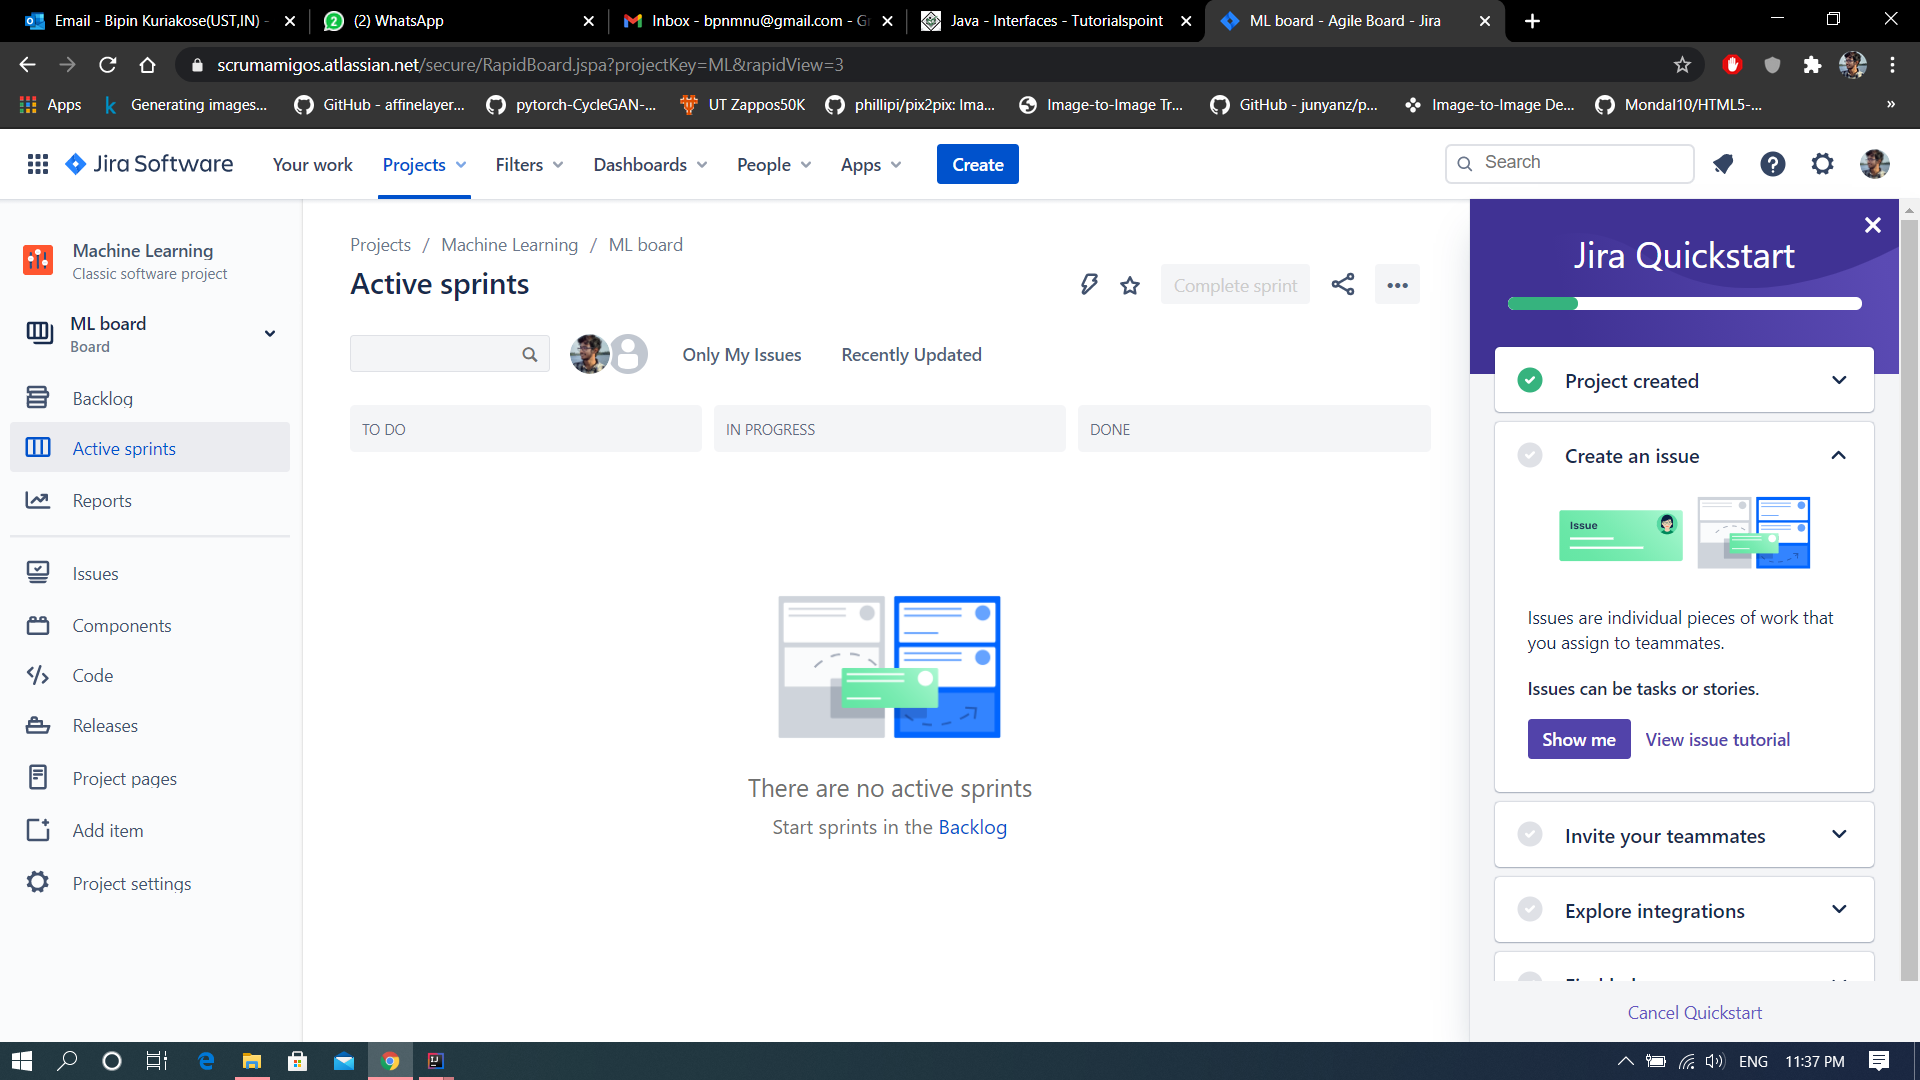 Email - Bipin Kuriakose(UST,IN) -
(2) WhatsApp
Inbox - bpnmnu@gmail.com - G
Java - Interfaces - Tutorialspoint
ML board - Agile Board - Jira
scrumamigos.atlassian.net/secure/RapidBoard.jspa?projectKey=ML&rapidView=3
Apps
Generating images...
GitHub - affinelayer...
pytorch-CycleGAN-...
UT Zappos50K
phillipi/pix2pix: Ima...
Image-to-Image Tr...
GitHub - junyanz/p...
Image-to-Image De...
Mondal10/HTML5-...
»
Jira Software
Your work
Projects
Filters
Dashboards
People
Apps
Create
Search
Machine Learning
Classic software project
ML board
Board
Backlog
Active sprints
Reports
Issues
Components
Code
Releases
Project pages
Add item
Project settings
Projects / Machine Learning / ML board
Active sprints
Complete sprint
Only My Issues
Recently Updated
TO DO
IN PROGRESS
DONE
There are no active sprints
Start sprints in the Backlog
Jira Quickstart
Project created
Create an issue
Issue
Issues are individual pieces of work that
you assign to teammates.
Issues can be tasks or stories.
Show me
View issue tutorial
Invite your teammates
Explore integrations
Cancel Quickstart
ENG
11:37 PM